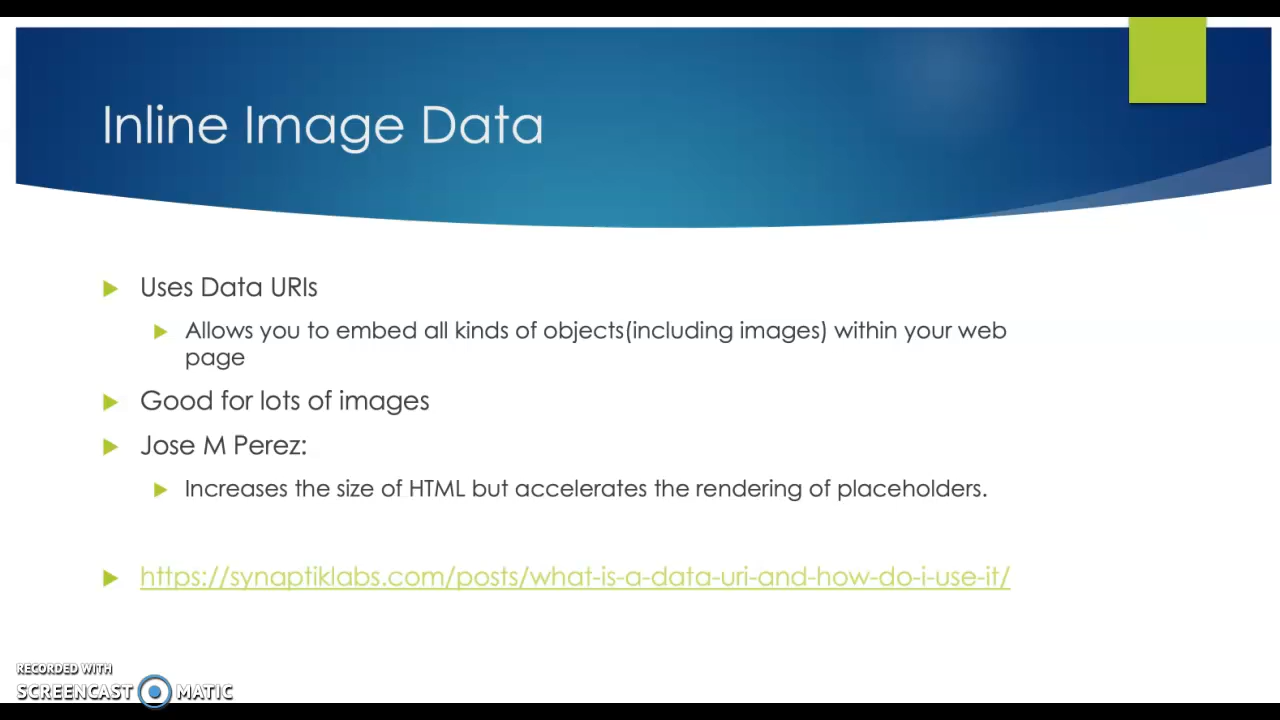 Inline Image Data
Uses Data URIs
Allows you to embed all kinds of objects(including images) within your web
page
Good for lots of images
Jose M Perez:
Increases the size of HTML but accelerates the rendering of placeholders.
https://synaptiklabs.com/posts/what-is-a-data-uri-and-how-do-i-use-it/
RECORDED WITH
SCREENCAST MATIC